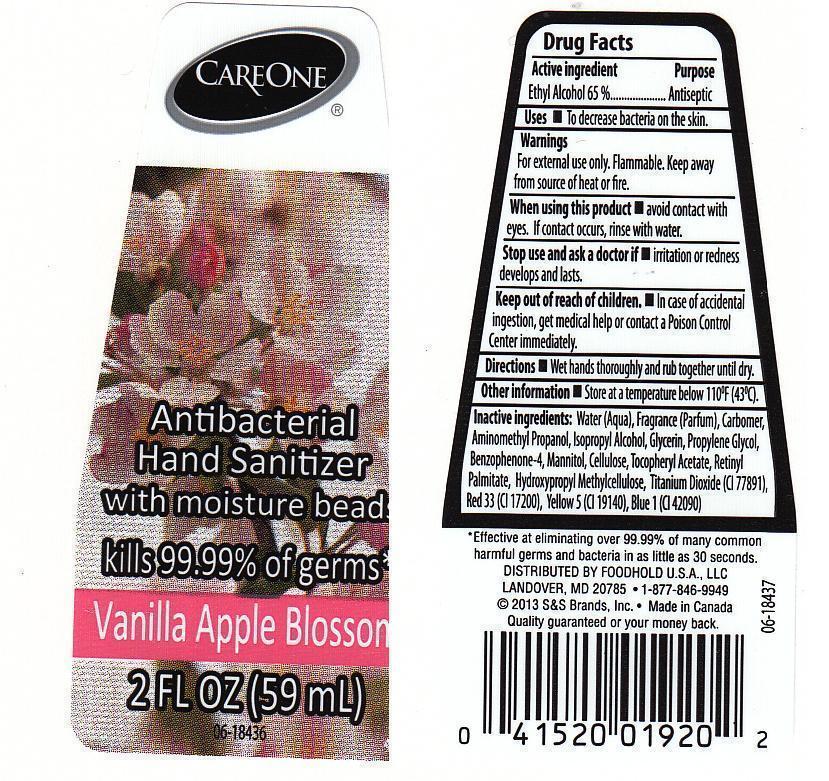 CAREONE
®
Antibacterial
Hand Sanitizer
with moisture beads
kills 99.99% of germs*
Vanilla Apple Blossom
2 FL OZ (59 mL)
06-18436
Drug Facts
Active ingredient Purpose
Ethyl Alcohol 65 %.................... Antiseptic
Uses ■ To decrease bacteria on the skin.
Warnings
For external use only. Flammable. Keep away
from source of heat or fire.
When using this product ■ avoid contact with
eyes. If contact occurs, rinse with water.
Stop use and ask a doctor if ■ irritation or redness
develops and lasts.
Keep out of reach of children. ■ In case of accidental
ingestion, get medical help or contact a Poison Control
Center immediately.
Directions ■ Wet hands thoroughly and rub together until dry.
Other information ■ Store at a temperature below 110ºF (43ºC).
Inactive ingredients: Water (Aqua), Fragrance (Parfum), Carbomer,
Aminomethyl Propanol, Isopropyl Alcohol, Glycerin, Propylene Glycol,
Benzophenone-4, Mannitol, Cellulose, Tocopheryl Acetate, Retinyl
Palmitate, Hydroxypropyl Methylcellulose, Titanium Dioxide (CI 77891),
Red 33 (CI 17200), Yellow 5 (CI 19140), Blue 1 (CI 42090)
*Effective at eliminating over 99.99% of many common
harmful germs and bacteria in as little as 30 seconds.
DISTRIBUTED BY FOODHOLD U.S.A., LLC
LANDOVER, MD 20785 • 1-877-846-9949
© 2013 S&S Brands, Inc. • Made in Canada
Quality guaranteed or your money back.
06-18437
0 41520 01920 2